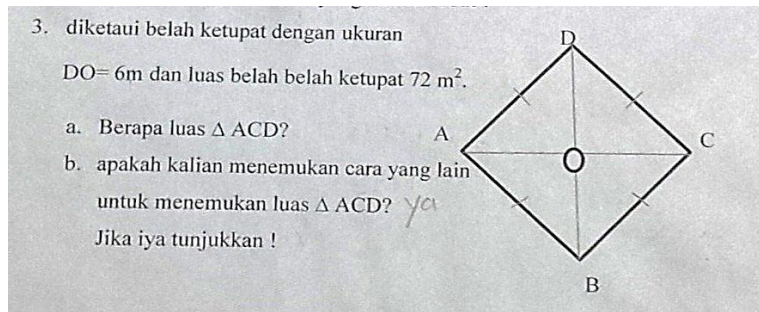 3. diketaui belah ketupat dengan ukuran
DO= 6m dan luas belah belah ketupat 72 m².
a. Berapa luas Δ ACD?
b. apakah kalian menemukan cara yang lain
untuk menemukan luas Δ ACD? ya
Jika iya tunjukkan !
D
A
C
O
B